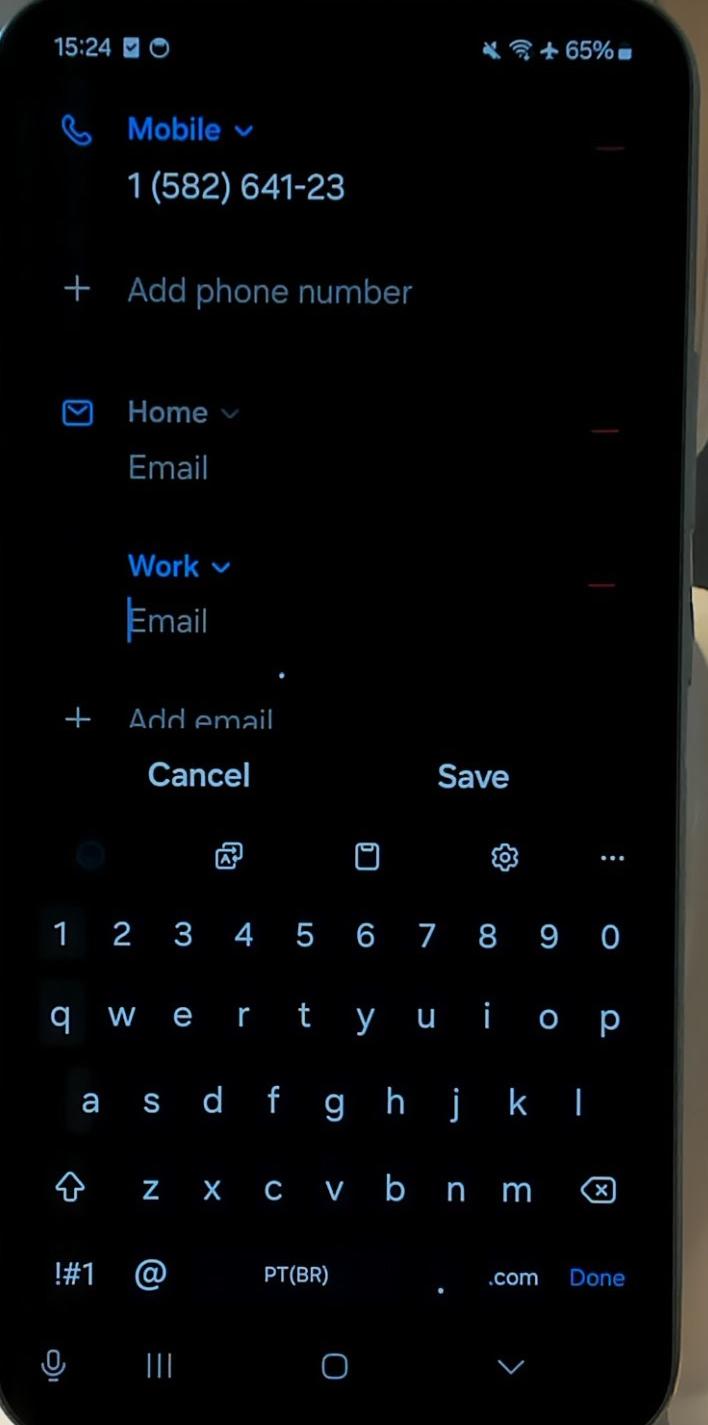 15:24 65%
Mobile
1 (582) 641-23
Add phone number
Home
Email
Work
Email
Add email
Cancel Save
1 2 3 4 5 6 7 8 9 0
q w e r t y u i o p
a s d f g h j k l
z x c v b n m
!#1 @ PT(BR) . .com Done